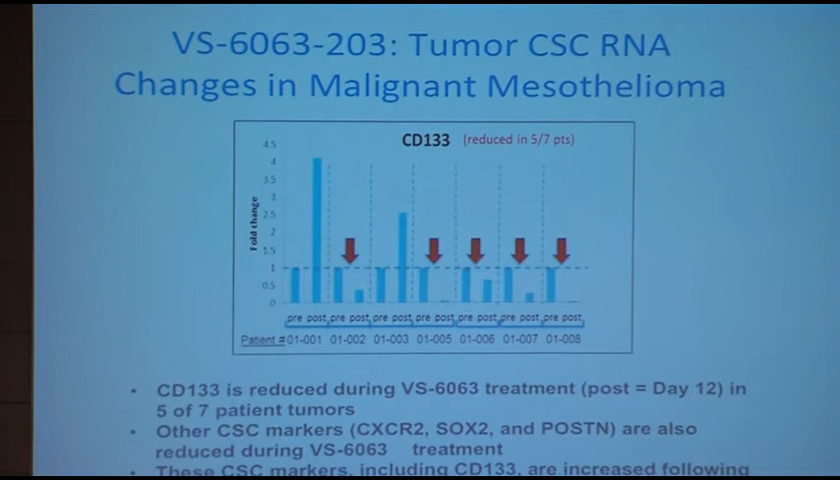 VS-6063-203: Tumor CSC RNA
Changes in Malignant Mesothelioma
CD133 (reduced in 5/7 pts)
4.5
4
3.5
3
2.5
2
1.5
1
0.5
0
Fold change
pre post pre post pre post pre post pre post pre post pre post
Patient # 01-001 01-002 01-003 01-005 01-006 01-007 01-008
• CD133 is reduced during VS-6063 treatment (post = Day 12) in
5 of 7 patient tumors
• Other CSC markers (CXCR2, SOX2, and POSTN) are also
reduced during VS-6063 treatment
• These CSC markers, including CD133, are increased following